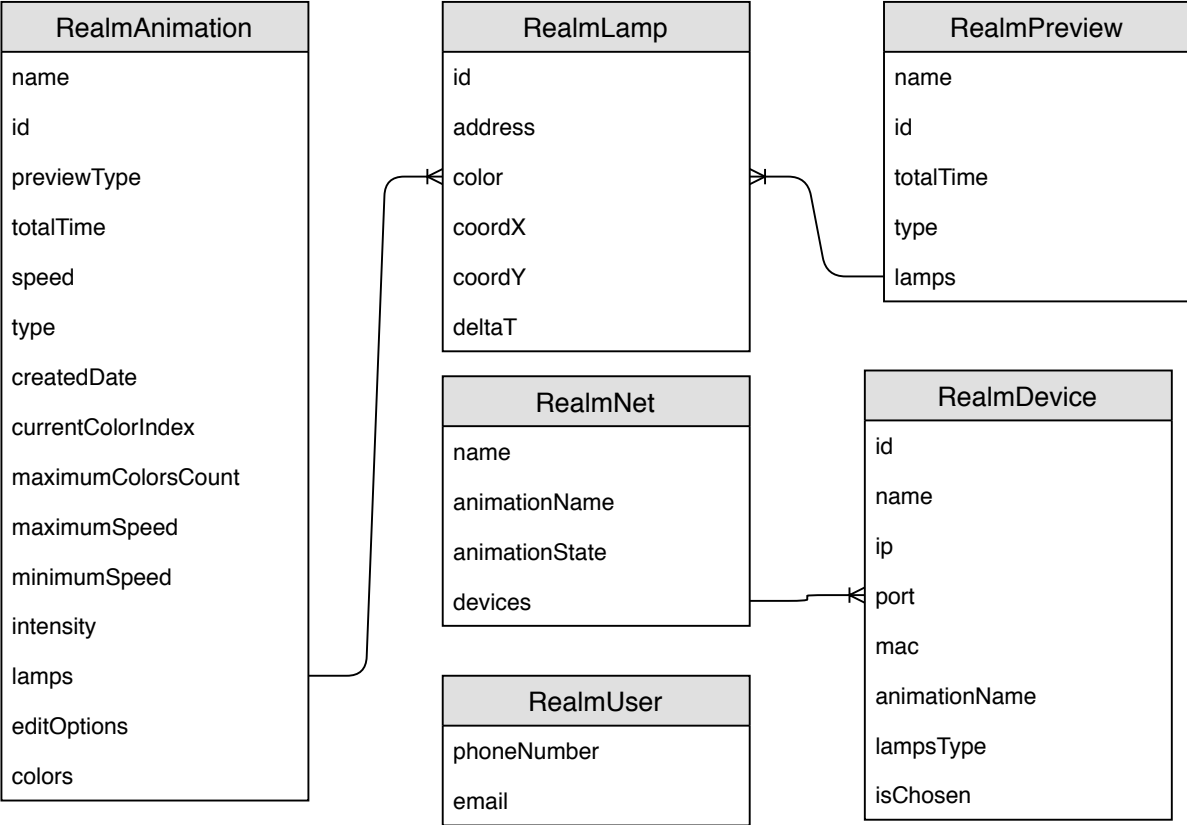 RealmAnimation
name
id
previewType
totalTime
speed
type
createdDate
currentColorIndex
maximumColorsCount
maximumSpeed
minimumSpeed
intensity
lamps
editOptions
colors
RealmLamp
id
address
color
coordX
coordY
deltaT
RealmPreview
name
id
totalTime
type
lamps
RealmNet
name
animationName
animationState
devices
RealmDevice
id
name
ip
port
mac
animationName
lampsType
isChosen
RealmUser
phoneNumber
email